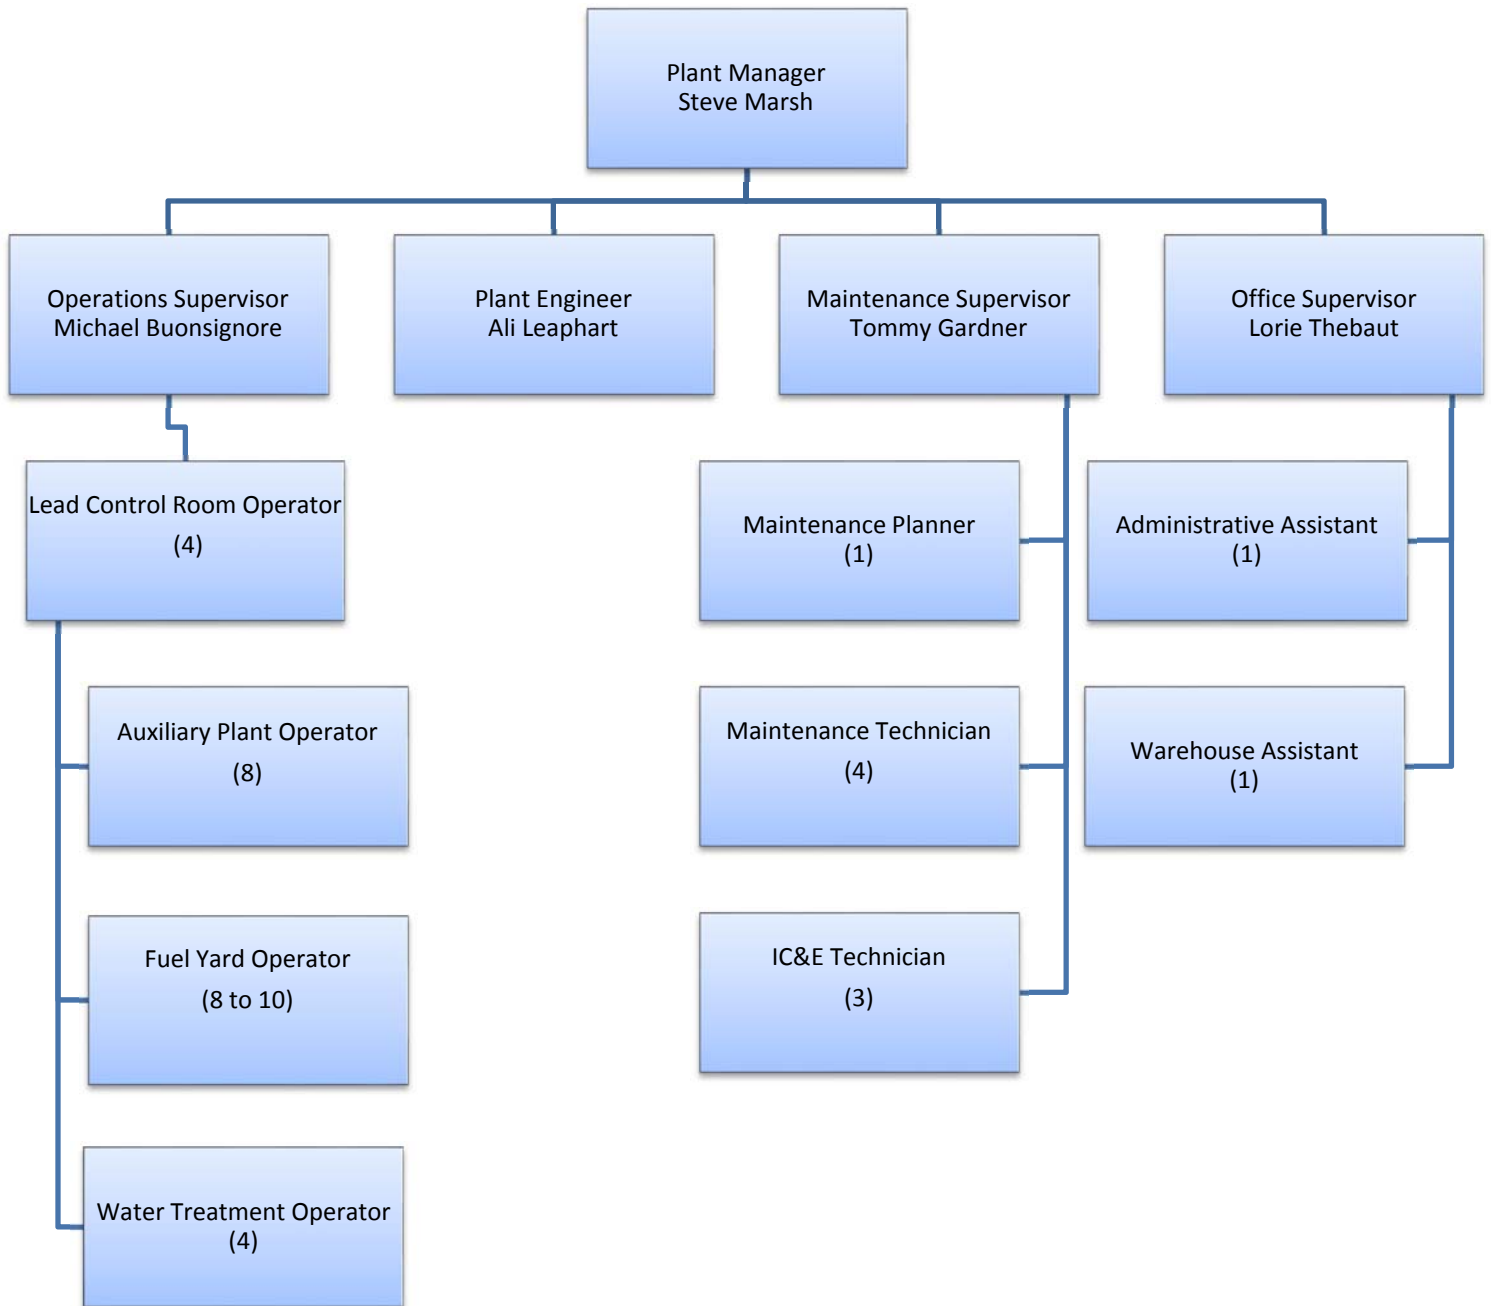 Plant Manager
Steve Marsh
Operations Supervisor
Michael Buonsignore
Plant Engineer
Ali Leaphart
Maintenance Supervisor
Tommy Gardner
Office Supervisor
Lorie Thebaut
Lead Control Room Operator
(4)
Maintenance Planner
(1)
Administrative Assistant
(1)
Auxiliary Plant Operator
(8)
Maintenance Technician
(4)
Warehouse Assistant
(1)
Fuel Yard Operator
(8 to 10)
IC&E Technician
(3)
Water Treatment Operator
(4)